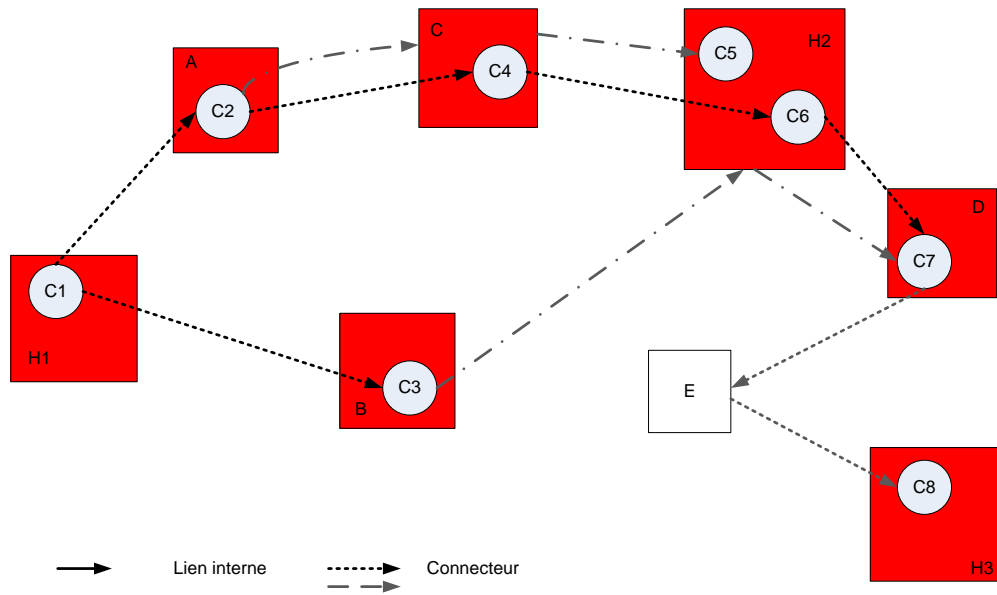 C
H2
A
C5
C4
C2
C6
D
C7
C1
H1
C3
B
E
C8
H3
Lien interne
Connecteur